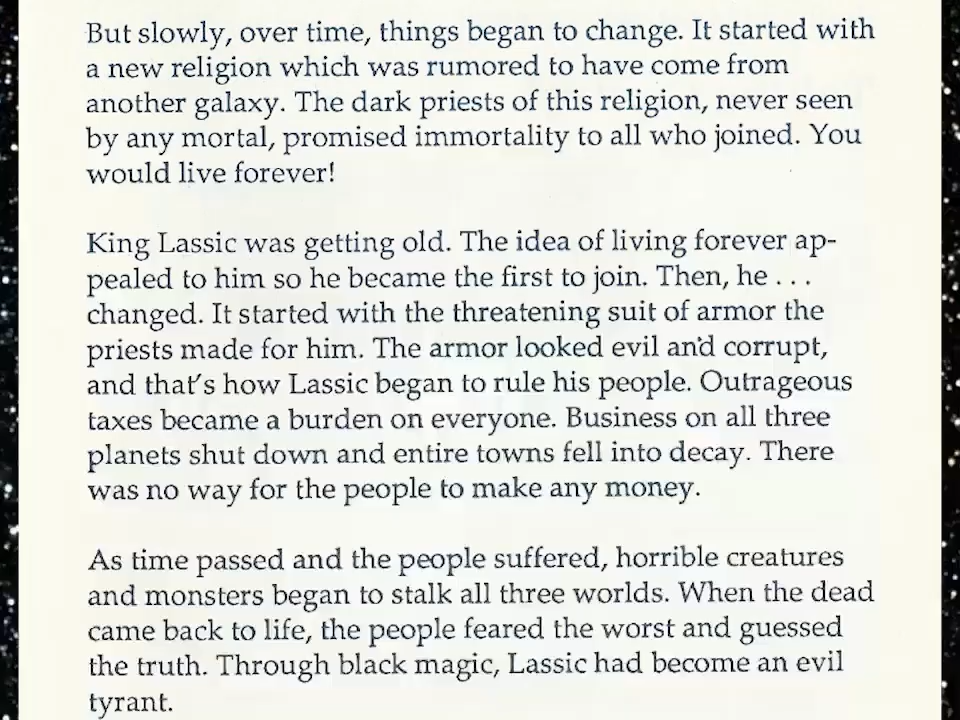 But slowly, over time, things began to change. It started with
a new religion which was rumored to have come from
another galaxy. The dark priests of this religion, never seen
by any mortal, promised immortality to all who joined. You
would live forever!
King Lassic was getting old. The idea of living forever ap-
pealed to him so he became the first to join. Then, he . . .
changed. It started with the threatening suit of armor the
priests made for him. The armor looked evil and corrupt,
and that's how Lassic began to rule his people. Outrageous
taxes became a burden on everyone. Business on all three
planets shut down and entire towns fell into decay. There
was no way for the people to make any money.
As time passed and the people suffered, horrible creatures
and monsters began to stalk all three worlds. When the dead
came back to life, the people feared the worst and guessed
the truth. Through black magic, Lassic had become an evil
tyrant.